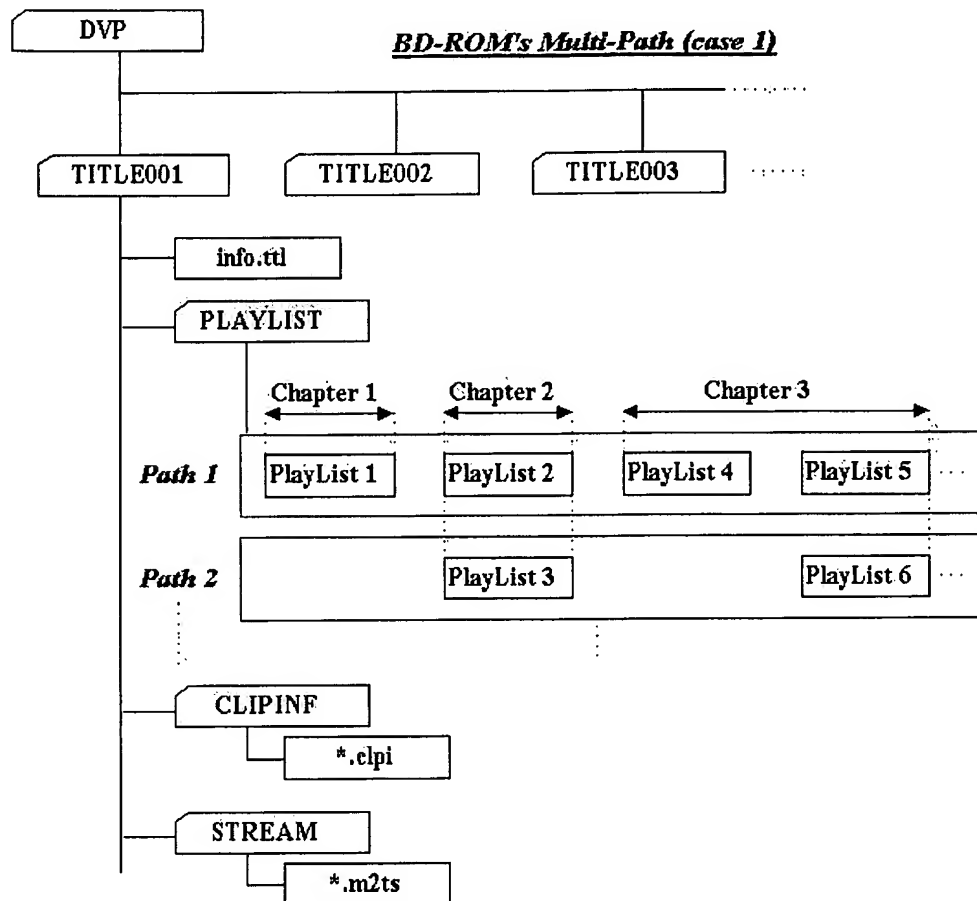 DVP
BD-ROM's Multi-Path (case 1)
TITLE001 TITLE002 TITLE003
info.ttl
PLAYLIST
Chapter 1 Chapter 2 Chapter 3
Path 1 PlayList 1 PlayList 2 PlayList 4 PlayList 5
Path 2 PlayList 3 PlayList 6
CLIPINF
*.clpi
STREAM
*.m2ts